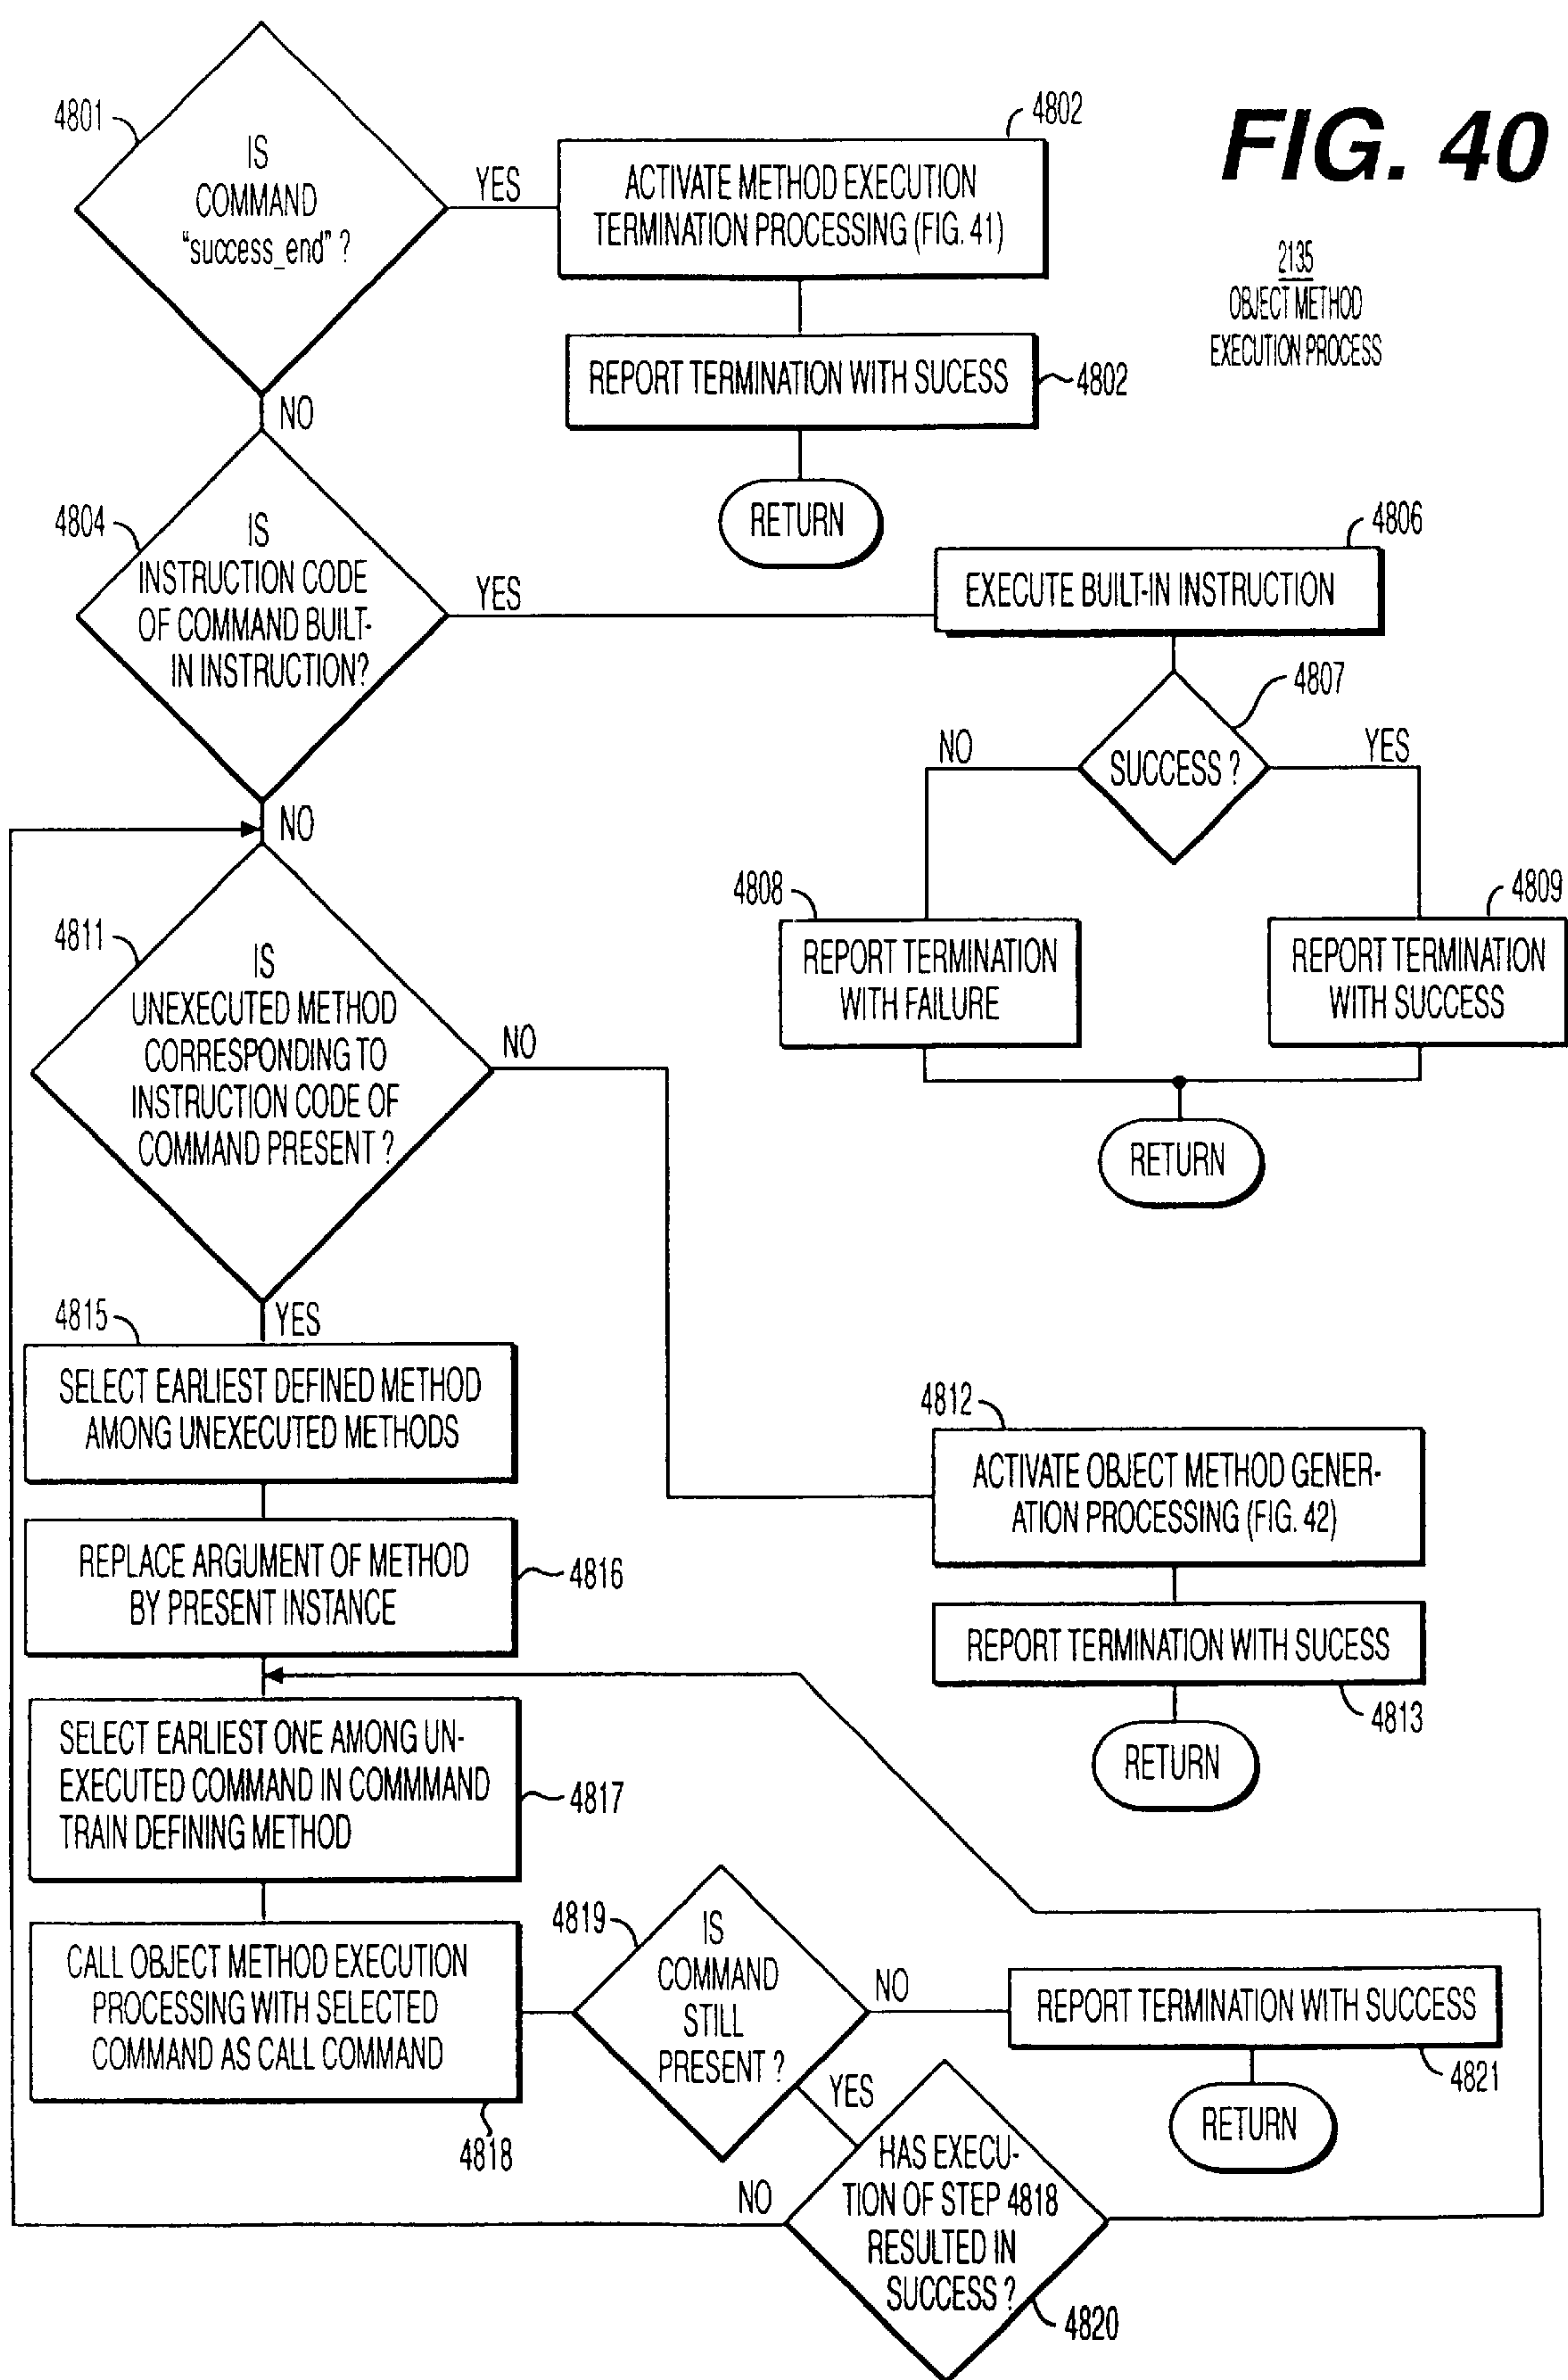 FIG. 40
2135
OBJECT METHOD
EXECUTION PROCESS
4801
IS
COMMAND
"success_end" ?
YES
4802
ACTIVATE METHOD EXECUTION
TERMINATION PROCESSING (FIG. 41)
REPORT TERMINATION WITH SUCESS
4802
RETURN
NO
4804
IS
INSTRUCTION CODE
OF COMMAND BUILT-
IN INSTRUCTION?
YES
4806
EXECUTE BUILT-IN INSTRUCTION
4807
SUCCESS ?
NO
YES
4808
REPORT TERMINATION
WITH FAILURE
4809
REPORT TERMINATION
WITH SUCCESS
RETURN
NO
4811
IS
UNEXECUTED METHOD
CORRESPONDING TO
INSTRUCTION CODE OF
COMMAND PRESENT ?
NO
YES
4812
ACTIVATE OBJECT METHOD GENER-
ATION PROCESSING (FIG. 42)
REPORT TERMINATION WITH SUCESS
4813
RETURN
4815
SELECT EARLIEST DEFINED METHOD
AMONG UNEXECUTED METHODS
REPLACE ARGUMENT OF METHOD
BY PRESENT INSTANCE
4816
SELECT EARLIEST ONE AMONG UN-
EXECUTED COMMAND IN COMMMAND
TRAIN DEFINING METHOD
4817
CALL OBJECT METHOD EXECUTION
PROCESSING WITH SELECTED
COMMAND AS CALL COMMAND
4818
4819
IS
COMMAND
STILL
PRESENT ?
NO
REPORT TERMINATION WITH SUCCESS
4821
RETURN
YES
HAS EXECU-
TION OF STEP 4818
RESULTED IN
SUCCESS ?
4820
NO